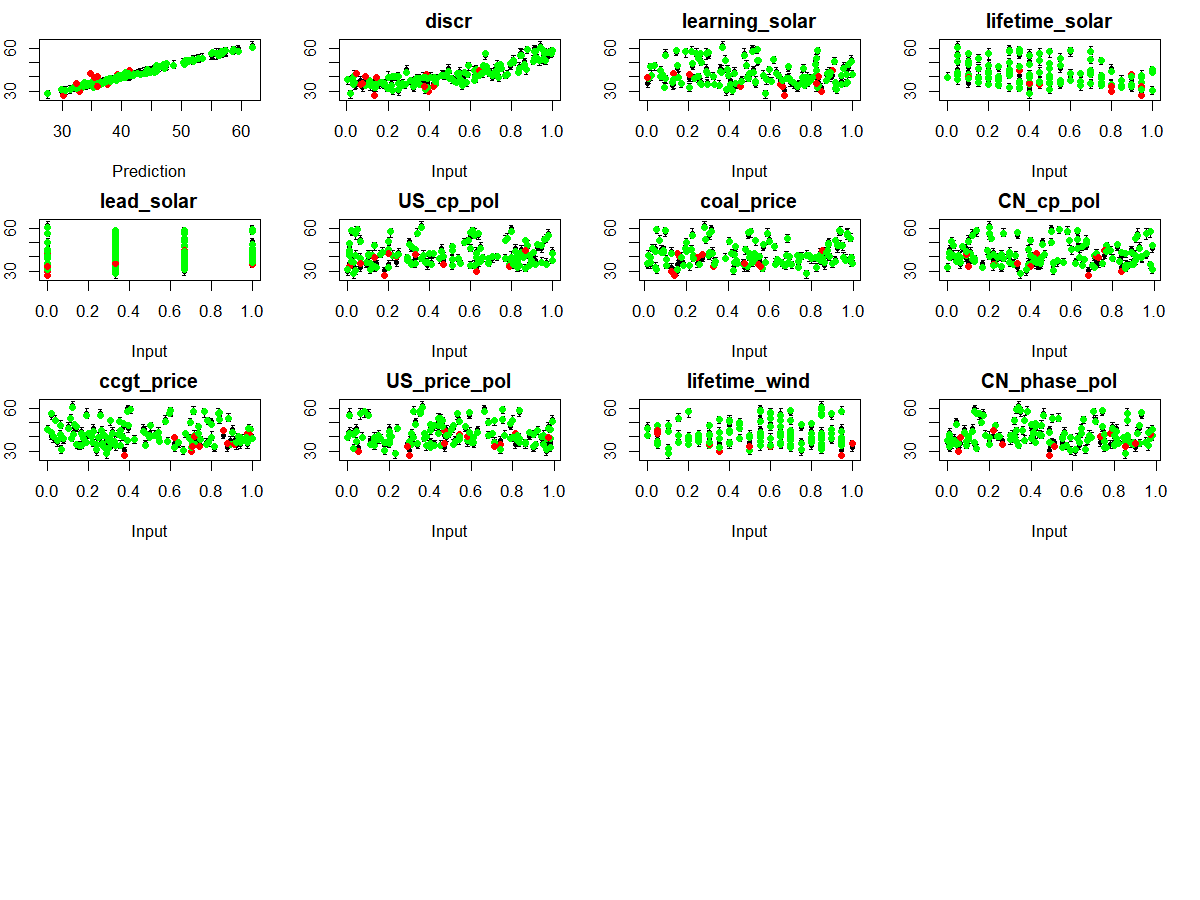 discr learning_solar lifetime_solar
60 30
30 40 50 60 0.0 0.2 0.4 0.6 0.8 1.0 0.0 0.2 0.4 0.6 0.8 1.0 0.0 0.2 0.4 0.6 0.8 1.0
Prediction Input Input Input
lead_solar US_cp_pol coal_price CN_cp_pol
60 30 60 30 60 30 60 30
0.0 0.2 0.4 0.6 0.8 1.0 0.0 0.2 0.4 0.6 0.8 1.0 0.0 0.2 0.4 0.6 0.8 1.0 0.0 0.2 0.4 0.6 0.8 1.0
Input Input Input Input
ccgt_price US_price_pol lifetime_wind CN_phase_pol
60 30 60 30 60 30 60 30
0.0 0.2 0.4 0.6 0.8 1.0 0.0 0.2 0.4 0.6 0.8 1.0 0.0 0.2 0.4 0.6 0.8 1.0 0.0 0.2 0.4 0.6 0.8 1.0
Input Input Input Input